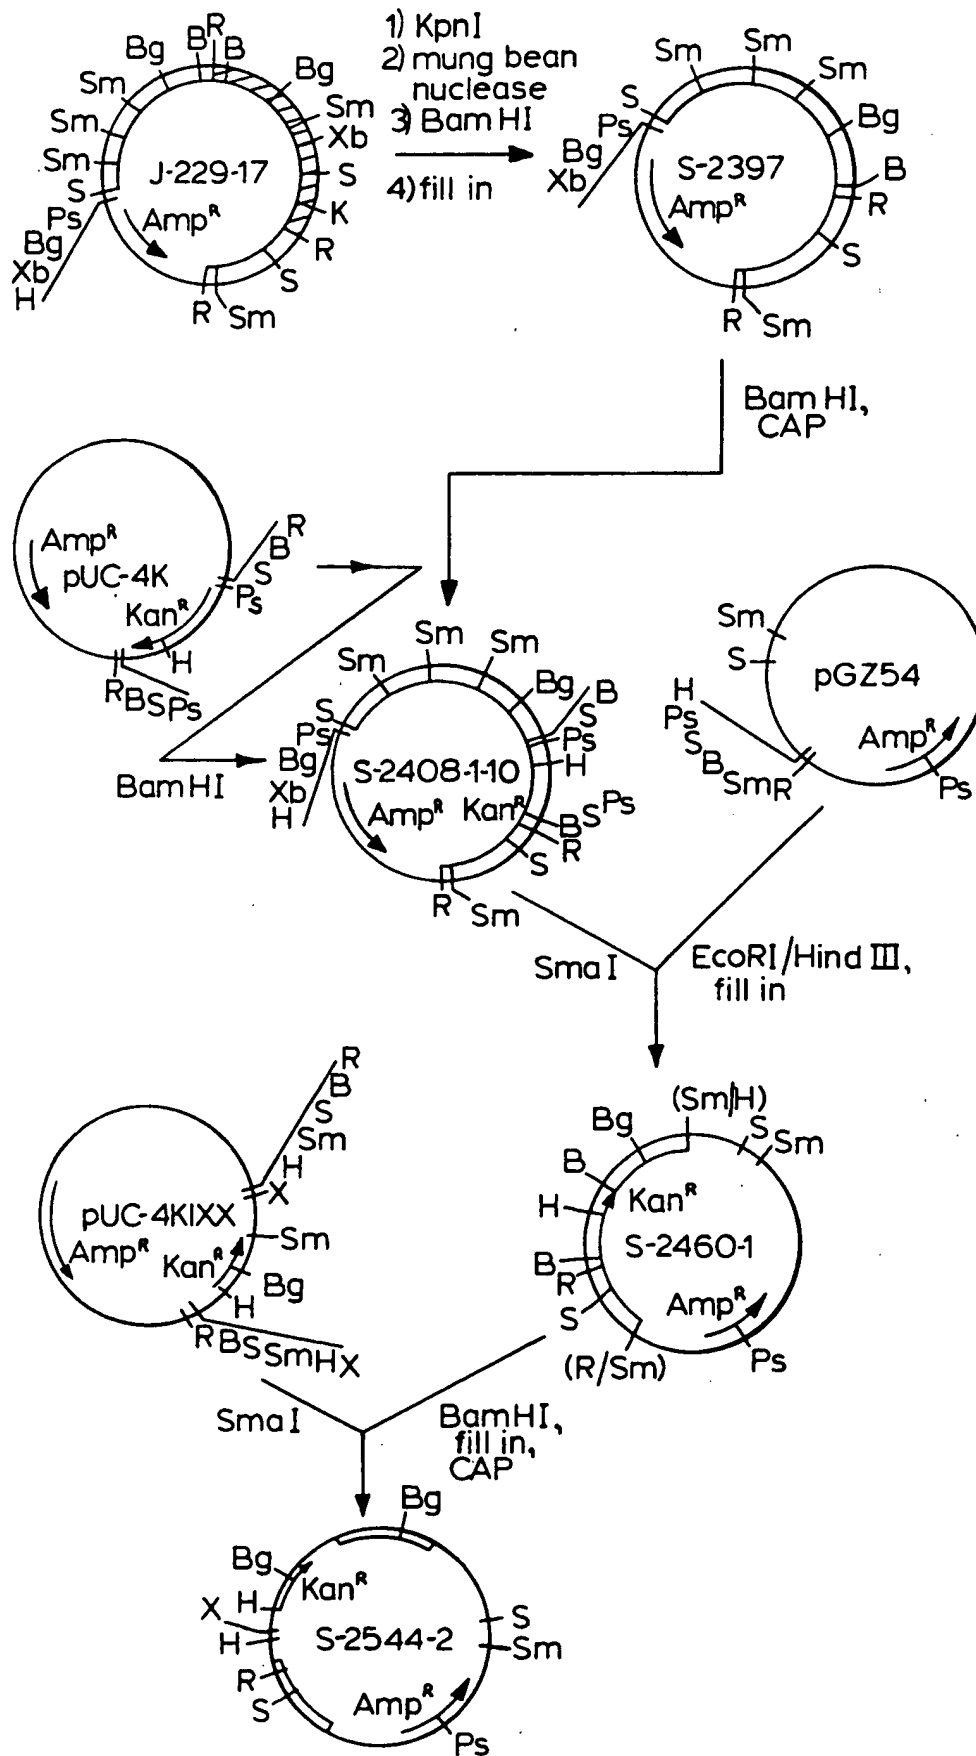 1) KpnI
2) mung bean
nuclease
3) Bam HI
4) fill in
J-229-17
Amp^R
R
B
B
Bg
Bg
Sm
Sm
Sm
Sm
Xb
S
K
R
S
S
Ps
Bg
Xb
H
R
Sm
S-2397
Amp^R
Sm
Sm
Sm
S
Ps
Bg
Xb
Bg
B
R
S
R
Sm
Bam HI,
CAP
Amp^R
pUC-4K
Kan^R
R
B
S
Ps
H
R B S Ps
BamHI
S-2408-1-10
Amp^R
Kan^R
Sm
Sm
Sm
Bg
B
S
Ps
H
S
Ps
Bg
Xb
H
B S Ps
R
S
R
Sm
pGZ54
Amp^R
Sm
S
H
Ps
S
B
Sm
R
Ps
Sma I
EcoRI/Hind III,
fill in
(Sm/H)
Bg
S
Sm
B
H
Kan^R
S-2460-1
B
R
S
Amp^R
Ps
(R/Sm)
pUC-4KIXX
Amp^R
Kan^R
R
B
S
Sm
H
X
Sm
Bg
H
R B S Sm H X
Sma I
BamHI,
fill in,
CAP
Bg
Bg
Kan^R
H
X
H
S-2544-2
S
Sm
R
S
Amp^R
Ps